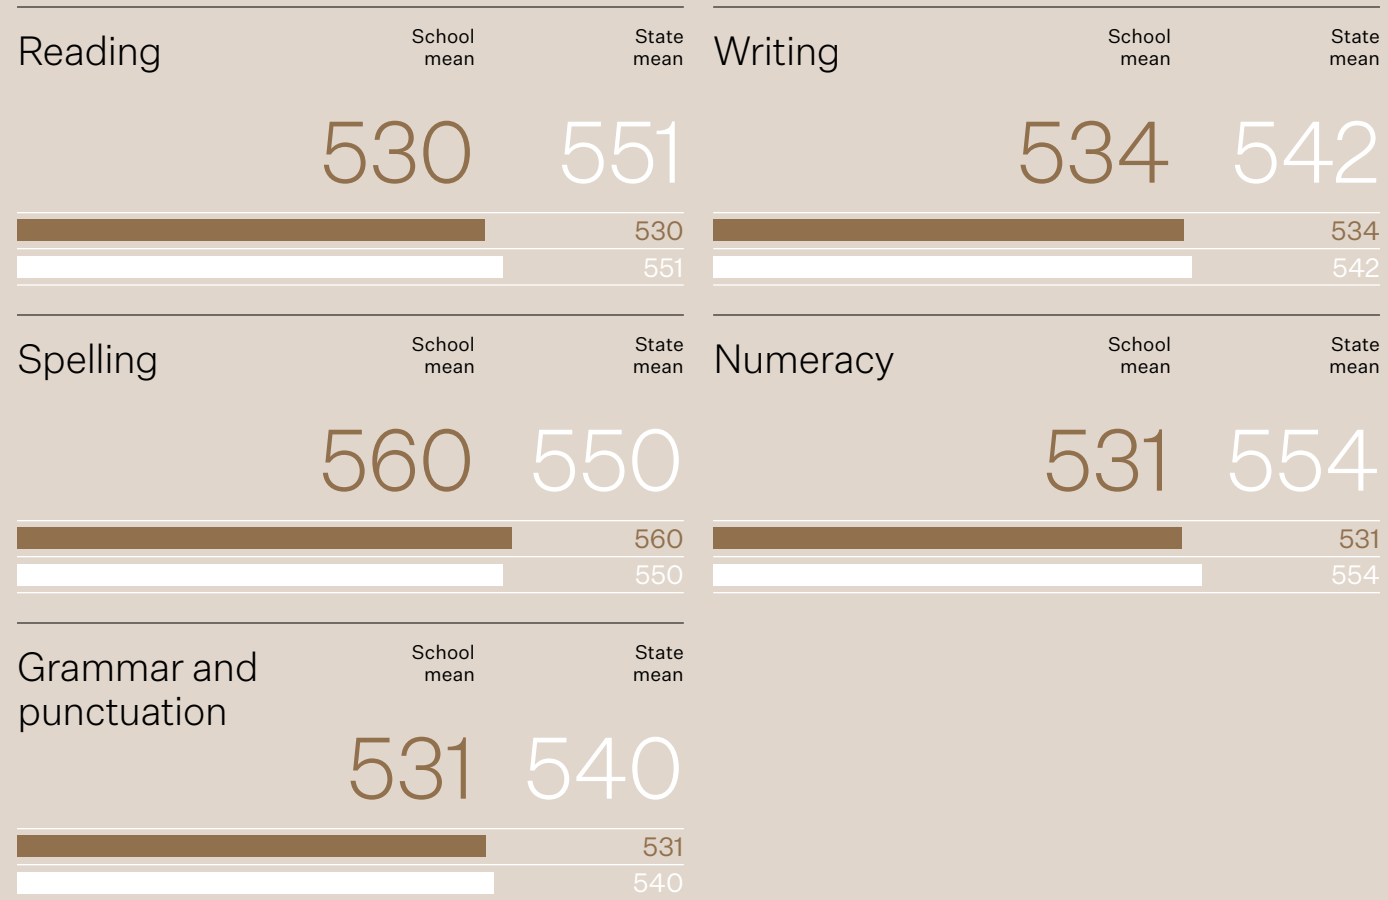 Reading
School
mean
State
mean
530
551
530
551
Writing
School
mean
State
mean
534
542
534
542
Spelling
School
mean
State
mean
560
550
560
550
Numeracy
School
mean
State
mean
531
554
531
554
Grammar and
punctuation
School
mean
State
mean
531
540
531
540